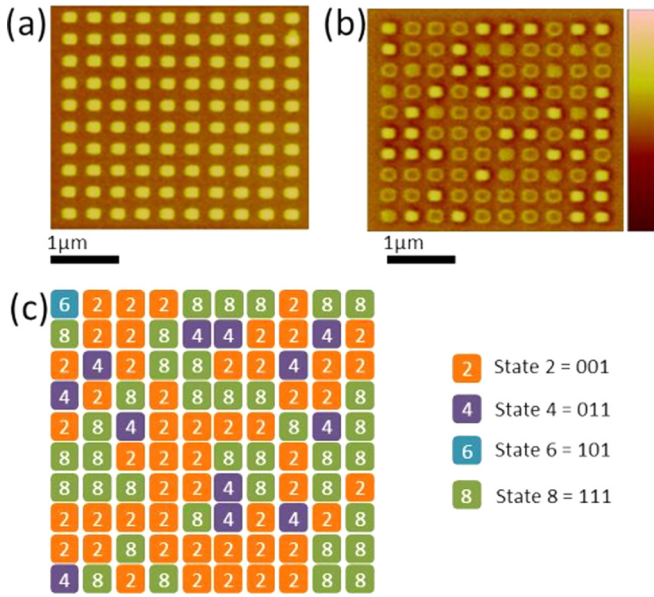 (a)
(b)
1µm
1µm
(c)
6 2 2 2 8 8 8 2 8 8
8 2 2 8 4 4 2 2 4 2
2 4 2 8 8 2 2 4 2 2
4 2 8 2 8 8 8 2 2 8
2 8 4 2 2 2 2 8 4 8
8 8 2 2 2 8 8 2 8 8
8 8 8 2 2 4 8 2 8 2
2 2 2 2 8 4 2 4 2 8
2 2 8 2 2 2 2 2 8 8
4 8 2 8 2 2 2 2 8 8
2 State 2 = 001
4 State 4 = 011
6 State 6 = 101
8 State 8 = 111